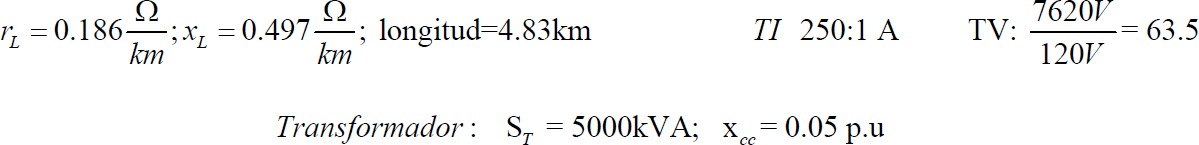 r_L = 0.186 Ω/km; x_L = 0.497 Ω/km; longitud=4.83km TI 250:1 A TV: 7620V/120V = 63.5
Transformador : S_T = 5000kVA; x_cc = 0.05 p.u